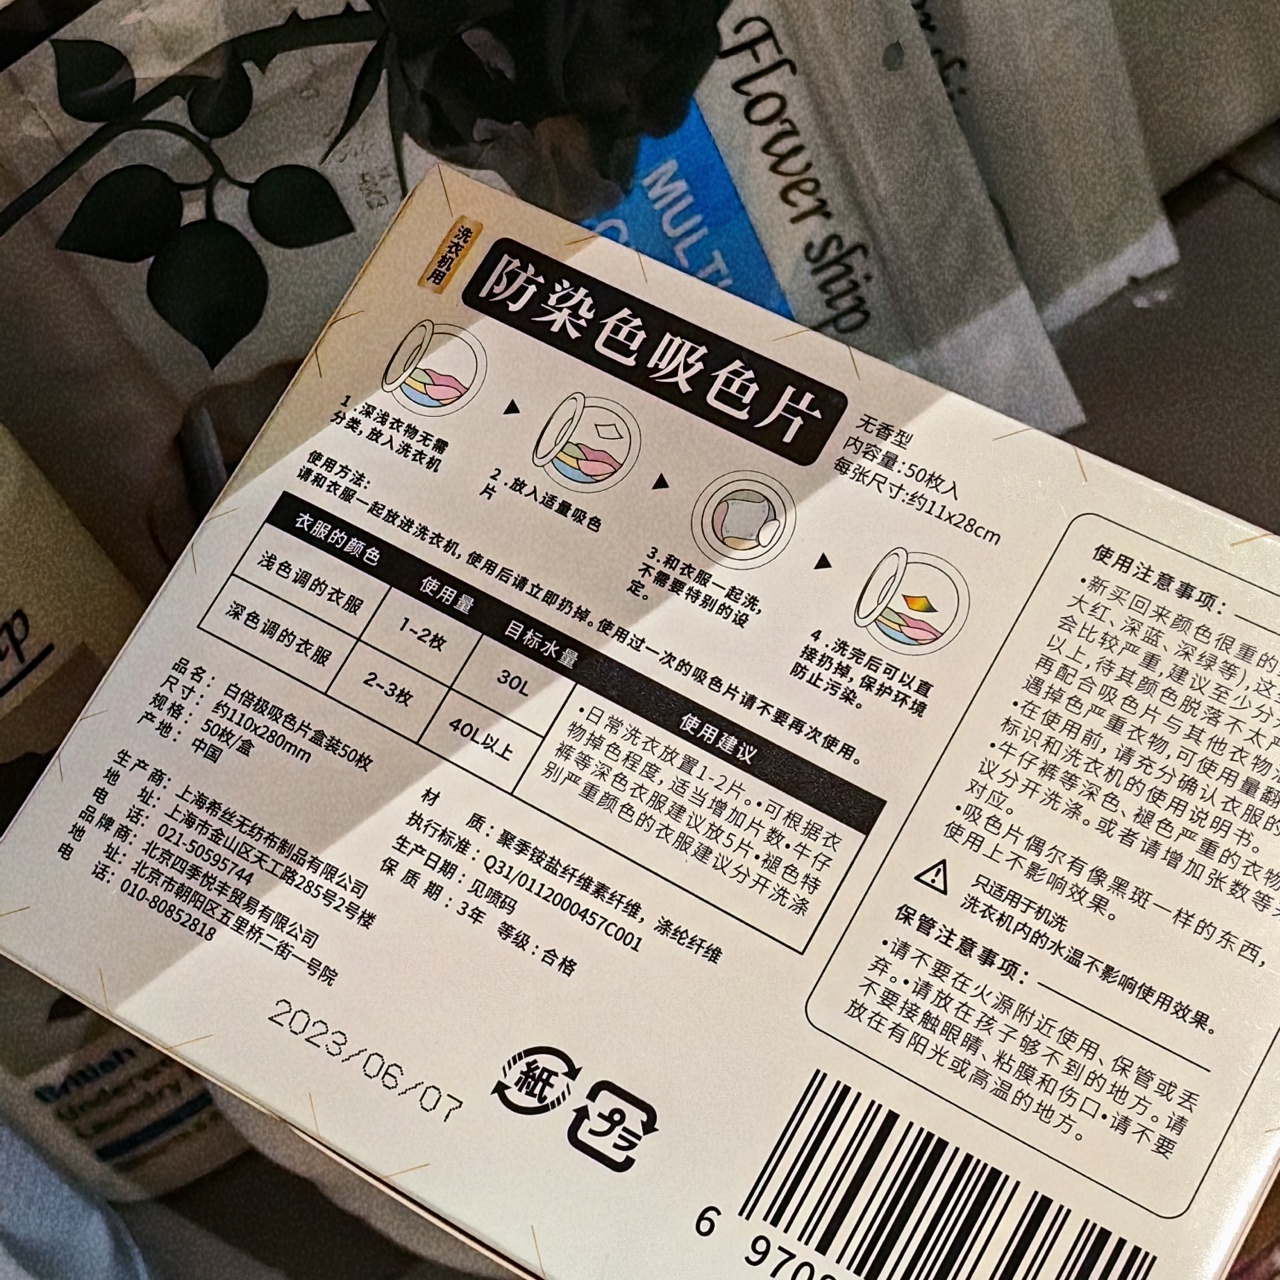 Flower ship
MULTI
洗衣机用
防染色吸色片
无香型
内容量:50枚入
每张尺寸:约11x28cm
1.深浅衣物无需
分类,放入洗衣机
2.放入适量吸色
片
3.和衣服一起洗,
不需要特别的设
定。
4.洗完后可以直
接扔掉,保护环境
防止污染。
使用方法:
请和衣服一起放进洗衣机,使用后请立即扔掉。使用过一次的吸色片请不要再次使用。
衣服的颜色 使用量 目标水量 使用建议
浅色调的衣服 1-2枚 30L
深色调的衣服 2-3枚 40L以上
•日常洗衣放置1-2片。•可根据衣
物掉色程度,适当增加片数•牛仔
裤等深色衣服建议放5片•褪色特
别严重颜色的衣服建议分开洗涤
品名:白倍极吸色片盒装50枚
尺寸:约110x280mm
规格:50枚/盒
产地:中国
生产商:上海希丝无纺布制品有限公司
地址:上海市金山区天工路285号2号楼
电话:021-5059744
品牌商:北京四季悦丰贸易有限公司
地址:北京市朝阳区五里桥二街一号院
电话:010-80852818
材质:聚季铵盐纤维素纤维,涤纶纤维
执行标准:Q31/0112000457C001
生产日期:见喷码
保质期:3年 等级:合格
2023/06/07
紙
プラ
使用注意事项:
•新买回来颜色很重的
大红、深蓝、深绿等),这
会比较严重,建议至少分
以上,待其颜色脱落不太
再配合吸色片与其他衣物
遇掉色严重衣物,可使用量翻
•在使用前,请充分确认衣服的
标识和洗衣机的使用说明书。
•牛仔裤等深色、褪色严重的衣物
议分开洗涤。或者请增加张数等
对应。
•吸色片偶尔有像黑斑一样的东西,
使用上不影响效果。
只适用于机洗
洗衣机内的水温不影响使用效果。
保管注意事项:
•请不要在火源附近使用、保管或丢
弃。•请放在孩子够不到的地方。请
不要接触眼睛、粘膜和伤口•请不要
放在有阳光或高温的地方。
6 970
British